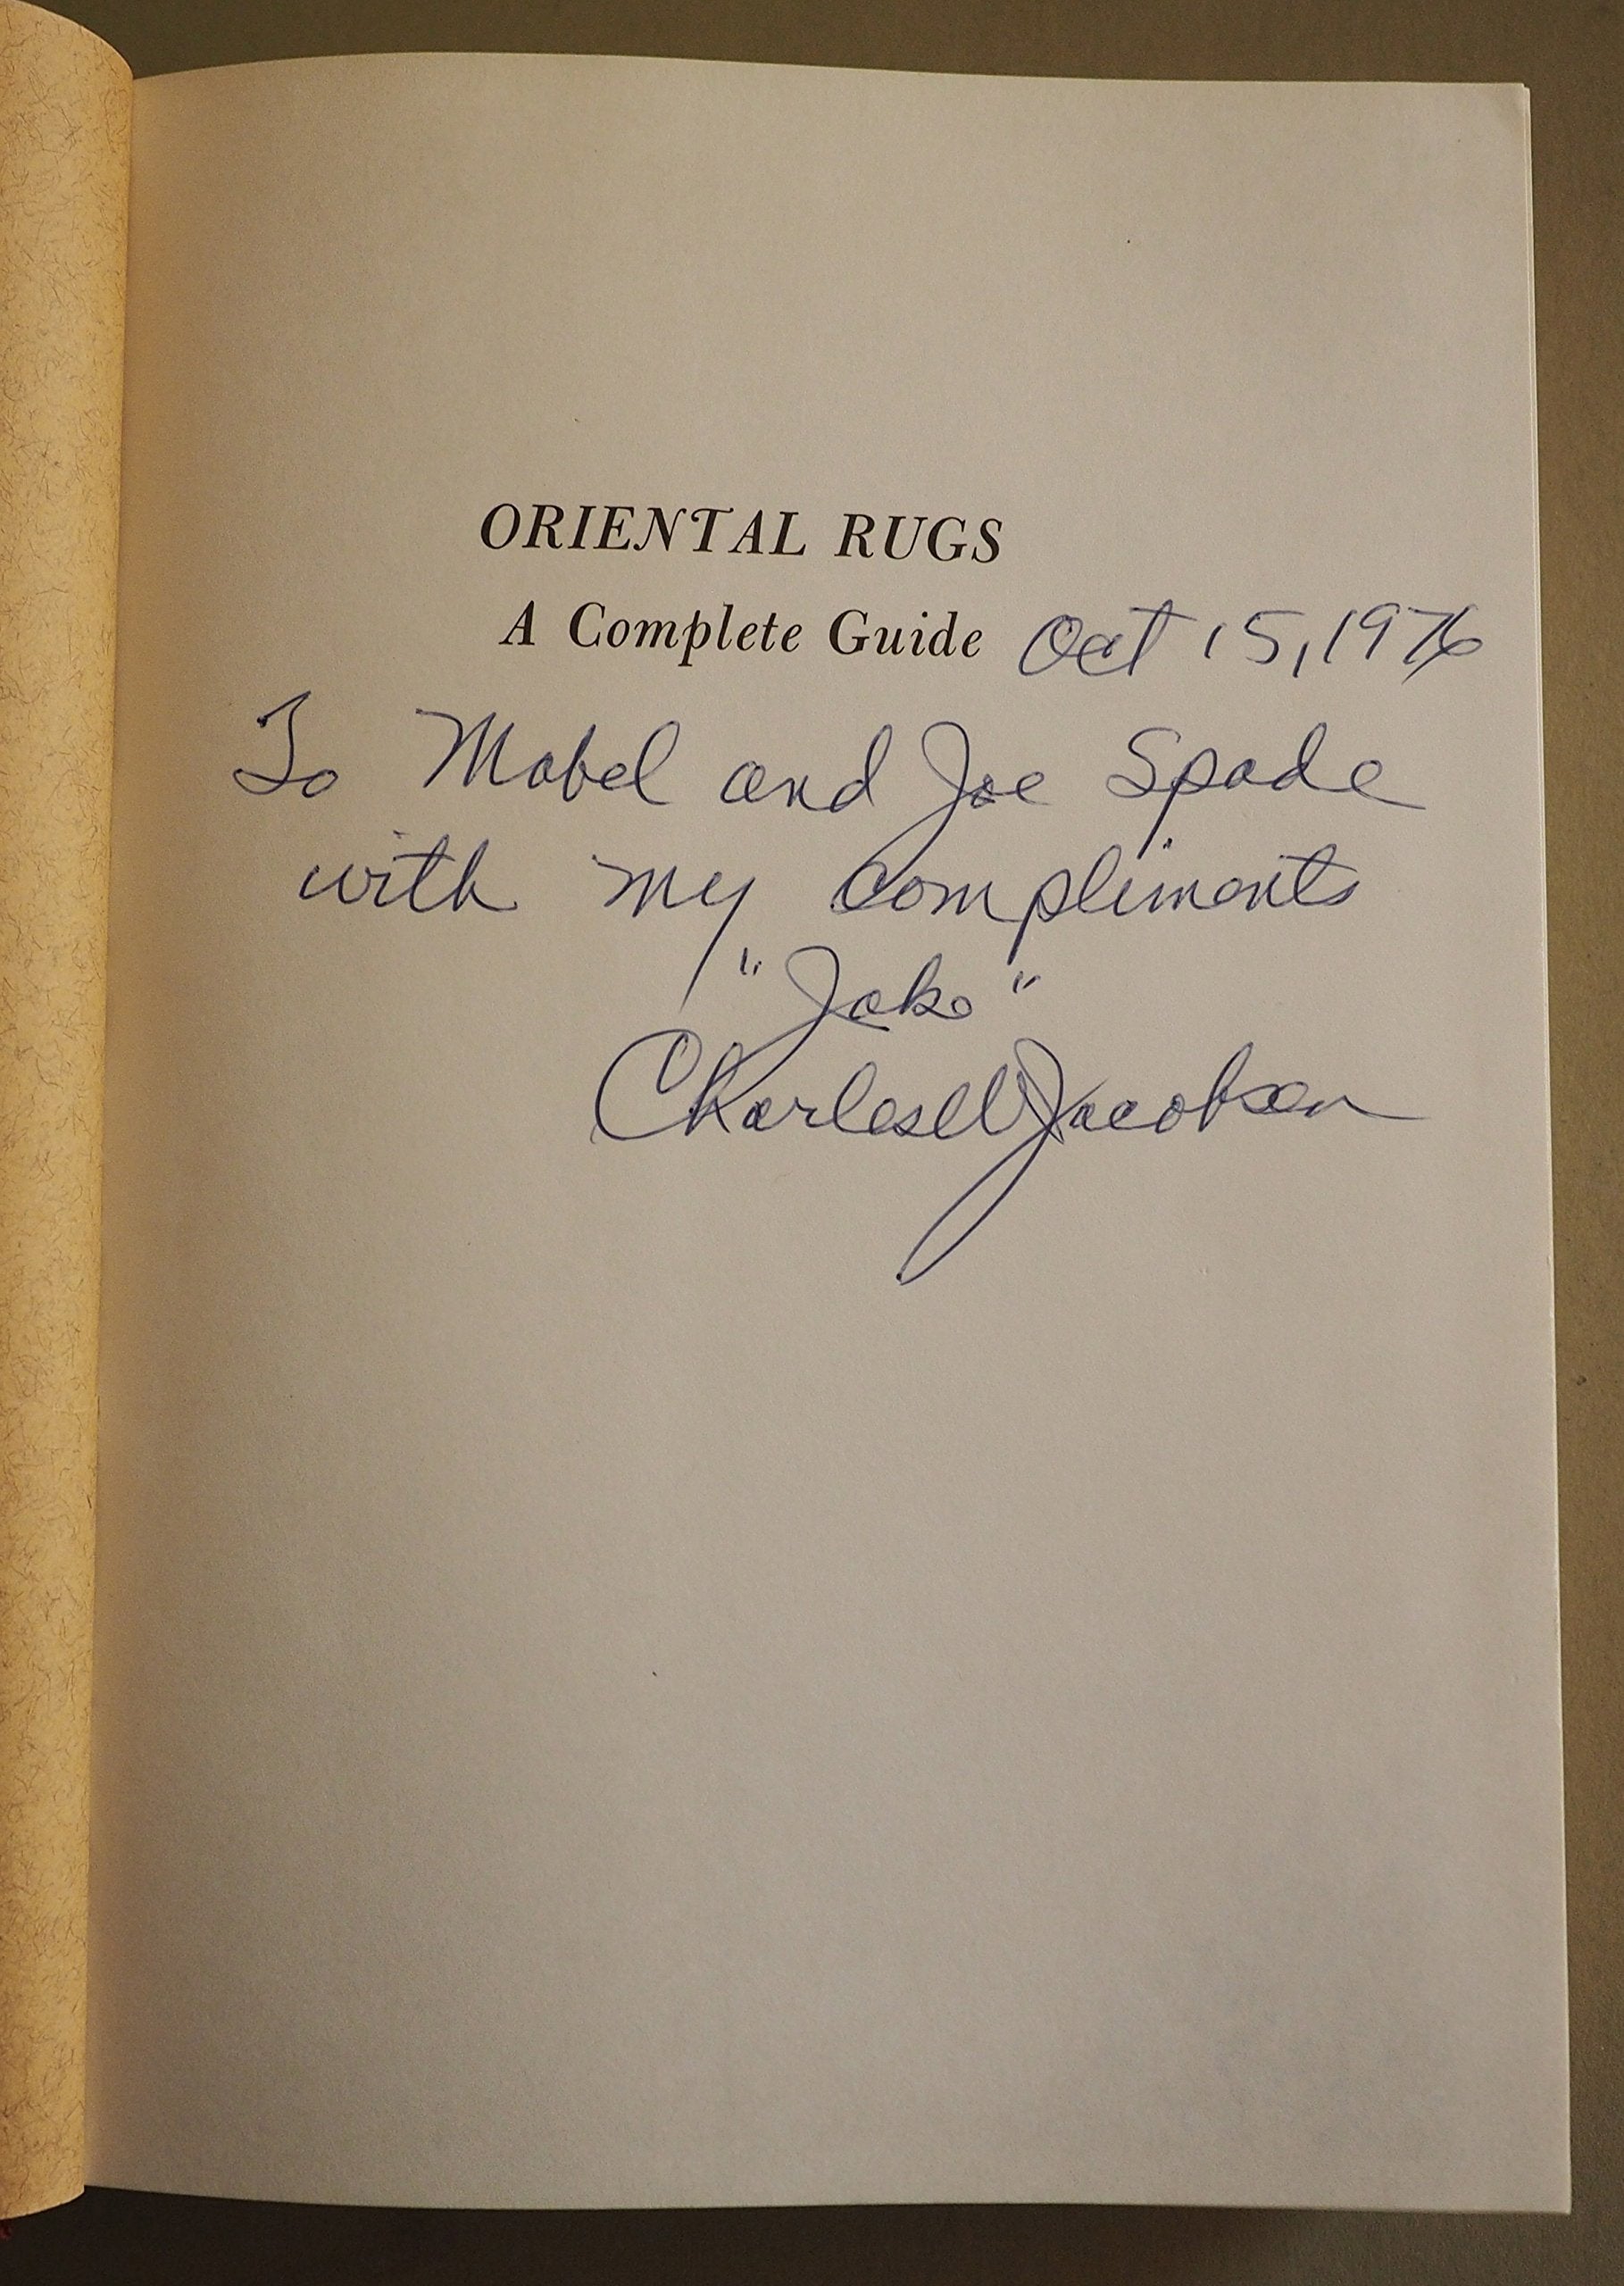 ORIENTAL RUGS
A Complete Guide Oct 15, 1976
To Mabel and Joe Spade
with my compliments
"Jake"
Charles W Jacobsen